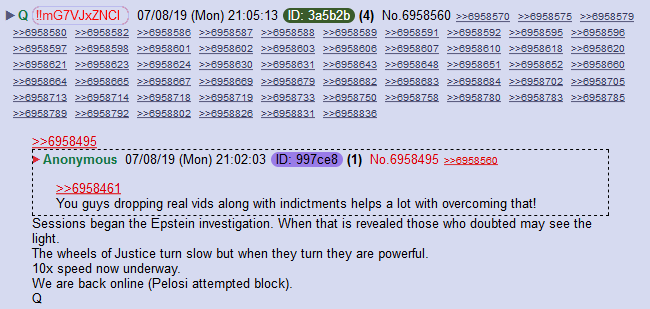 Q !!mG7VJxZNCI 07/08/19 (Mon) 21:05:13 ID: 3a5b2b (4) No.6958560 >>6958570 >>6958575 >>6958579
>>6958580 >>6958582 >>6958586 >>6958587 >>6958588 >>6958589 >>6958591 >>6958592 >>6958595 >>6958596
>>6958597 >>6958598 >>6958601 >>6958602 >>6958603 >>6958606 >>6958607 >>6958610 >>6958618 >>6958620
>>6958621 >>6958623 >>6958624 >>6958630 >>6958631 >>6958643 >>6958648 >>6958651 >>6958652 >>6958660
>>6958664 >>6958665 >>6958667 >>6958669 >>6958679 >>6958682 >>6958683 >>6958684 >>6958702 >>6958705
>>6958713 >>6958714 >>6958718 >>6958719 >>6958733 >>6958750 >>6958758 >>6958780 >>6958783 >>6958785
>>6958789 >>6958792 >>6958802 >>6958826 >>6958831 >>6958836
>>6958495
Anonymous 07/08/19 (Mon) 21:02:03 ID: 997ce8 (1) No.6958495 >>6958560
>>6958461
You guys dropping real vids along with indictments helps a lot with overcoming that!
Sessions began the Epstein investigation. When that is revealed those who doubted may see the
light.
The wheels of Justice turn slow but when they turn they are powerful.
10x speed now underway.
We are back online (Pelosi attempted block).
Q